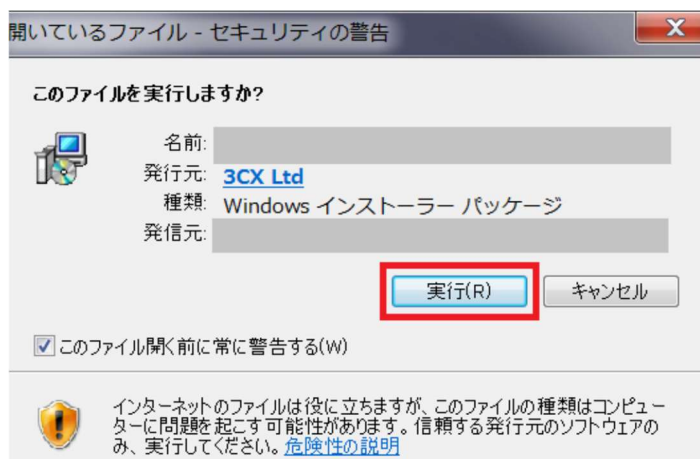 開いているファイル - セキュリティの警告
このファイルを実行しますか?
名前:
発行元: 3CX Ltd
種類: Windows インストーラー パッケージ
発信元:
実行(R) キャンセル
このファイル開く前に常に警告する(W)
インターネットのファイルは役に立ちますが、このファイルの種類はコンピュー
ターに問題を起こす可能性があります。信頼する発行元のソフトウェアの
み、実行してください。危険性の説明